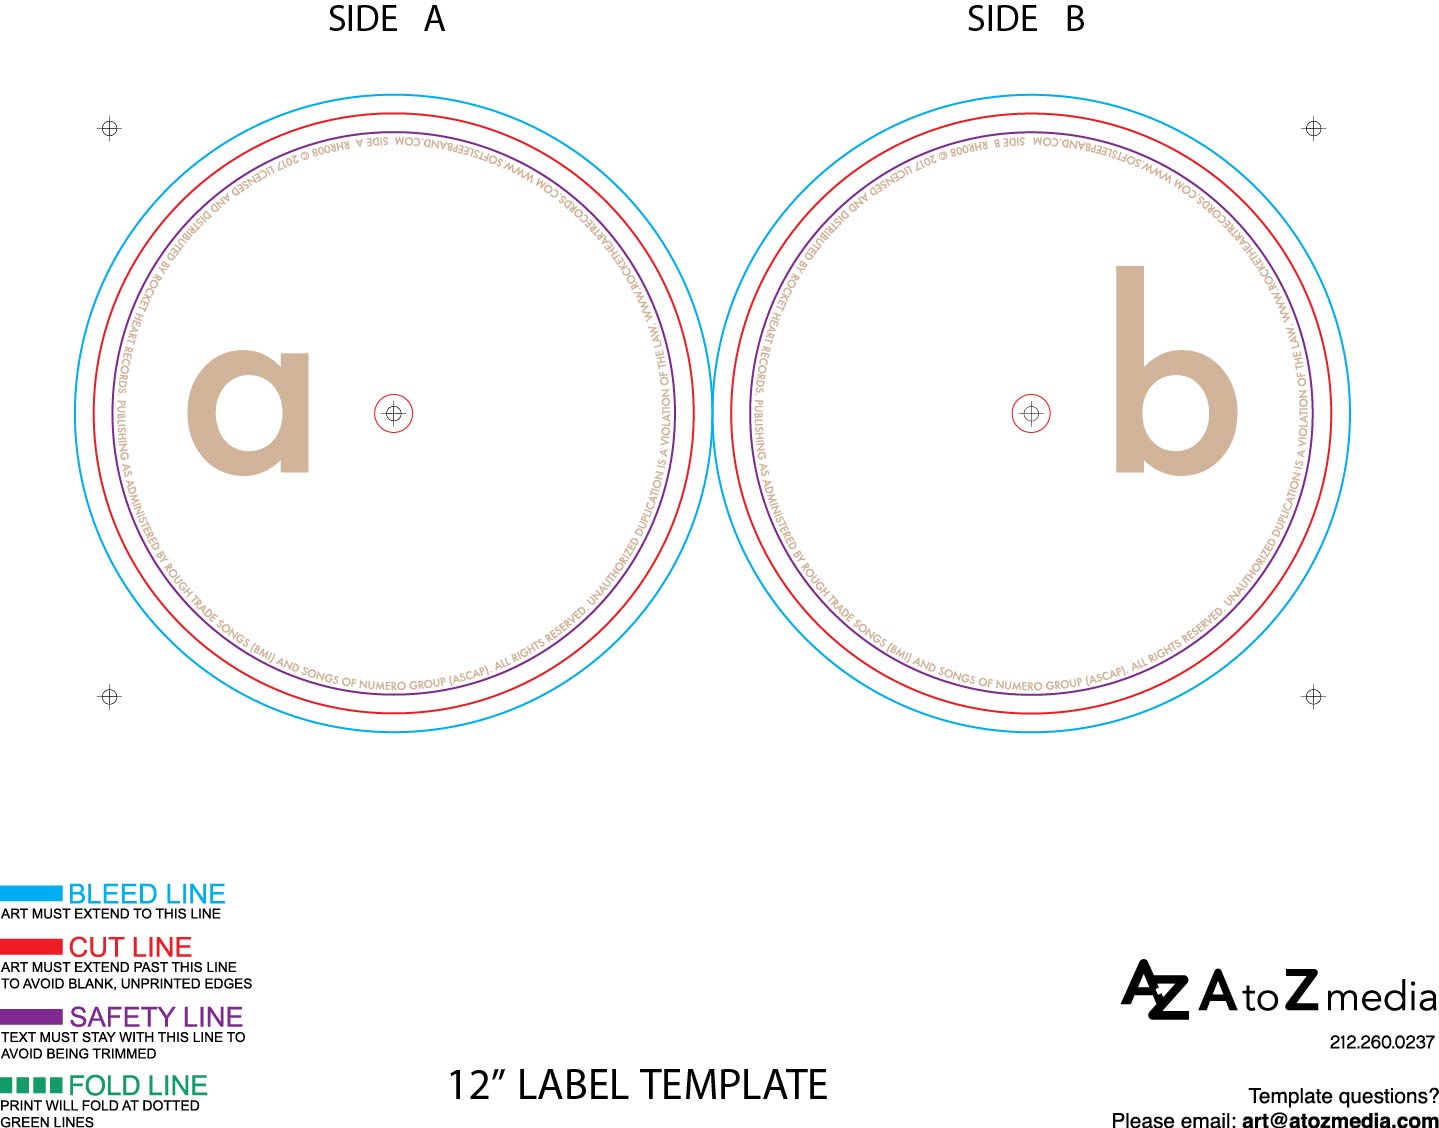 SIDE A
SIDE B
SIDE A RHR008 © 2017 LICENSED AND DISTRIBUTED BY ROCKET HEART RECORDS. PUBLISHING AS ADMINISTERED BY ROUGH TRADE SONGS (BMI) AND SONGS OF NUMERO GROUP (ASCAP). ALL RIGHTS RESERVED. UNAUTHORIZED DUPLICATION IS A VIOLATION OF THE LAW. WWW.ROCKETHEARTRECORDS.COM WWW.SOFTSLEEPBAND.COM
a
SIDE B RHR008 © 2017 LICENSED AND DISTRIBUTED BY ROCKET HEART RECORDS. PUBLISHING AS ADMINISTERED BY ROUGH TRADE SONGS (BMI) AND SONGS OF NUMERO GROUP (ASCAP). ALL RIGHTS RESERVED. UNAUTHORIZED DUPLICATION IS A VIOLATION OF THE LAW. WWW.ROCKETHEARTRECORDS.COM WWW.SOFTSLEEPBAND.COM
b
BLEED LINE
ART MUST EXTEND TO THIS LINE
CUT LINE
ART MUST EXTEND PAST THIS LINE
TO AVOID BLANK, UNPRINTED EDGES
SAFETY LINE
TEXT MUST STAY WITH THIS LINE TO
AVOID BEING TRIMMED
FOLD LINE
PRINT WILL FOLD AT DOTTED
GREEN LINES
12” LABEL TEMPLATE
AZ A to Z media
212.260.0237
Template questions?
Please email: art@atozmedia.com